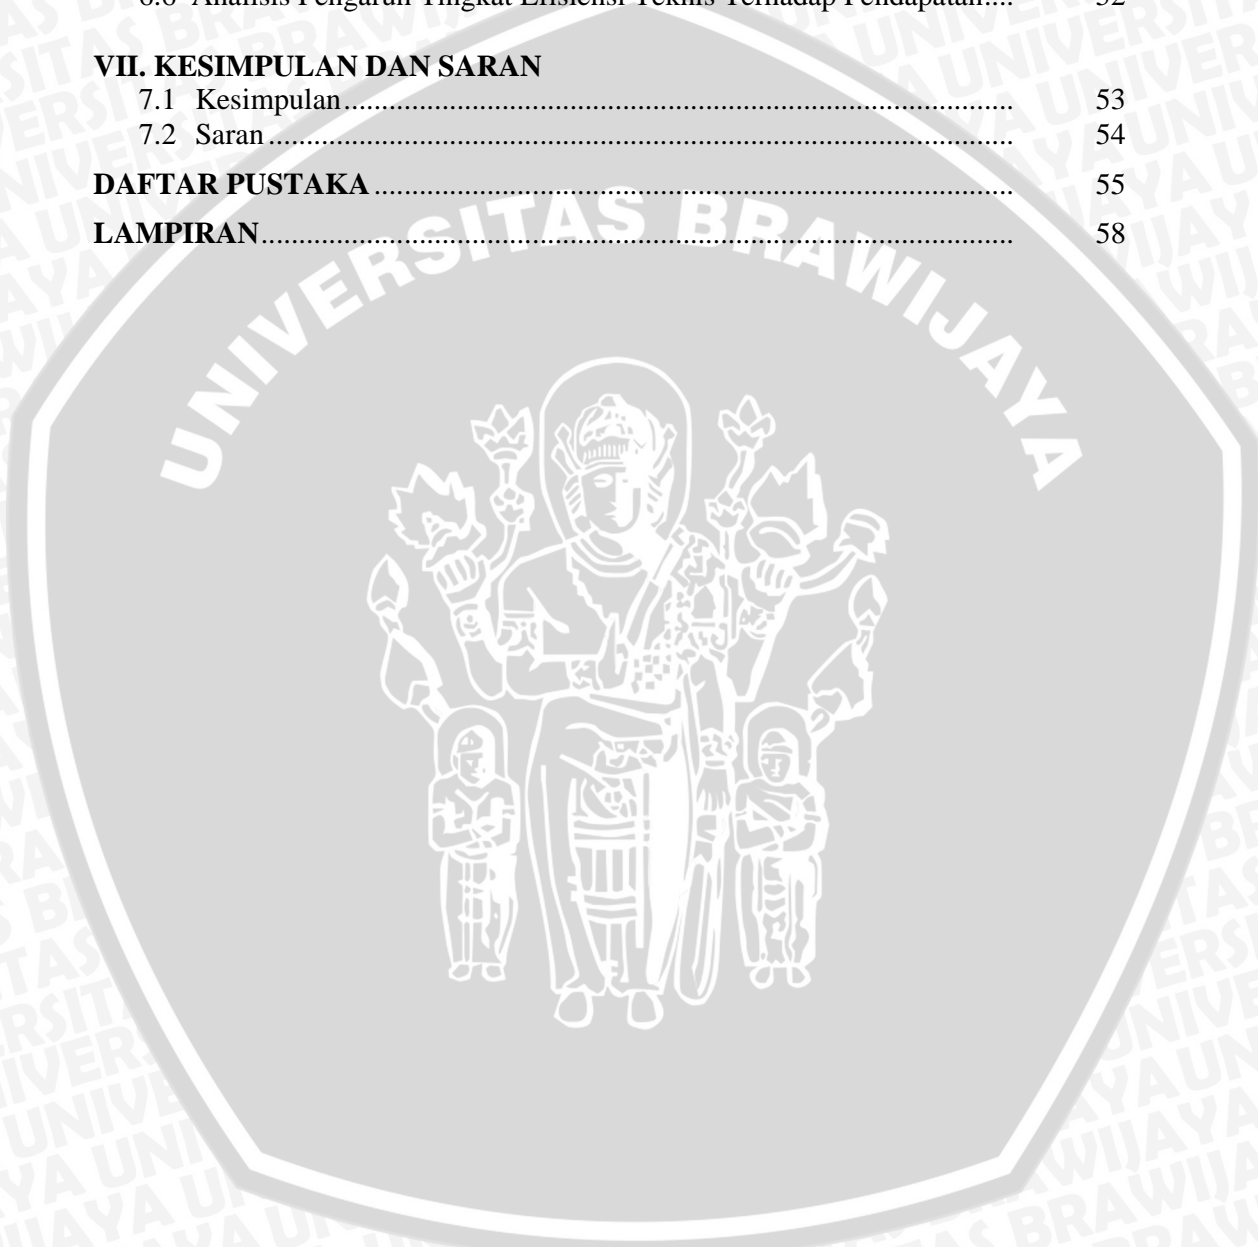 6.6 Analisis Pengaruh Tingkat Efisiensi Teknis Terhadap Pendapatan.... 52
VII. KESIMPULAN DAN SARAN
7.1 Kesimpulan......................................................................................... 53
7.2 Saran................................................................................................... 54
DAFTAR PUSTAKA..................................................................................... 55
LAMPIRAN.................................................................................................... 58
UNIVERSITAS BRAWIJAYA